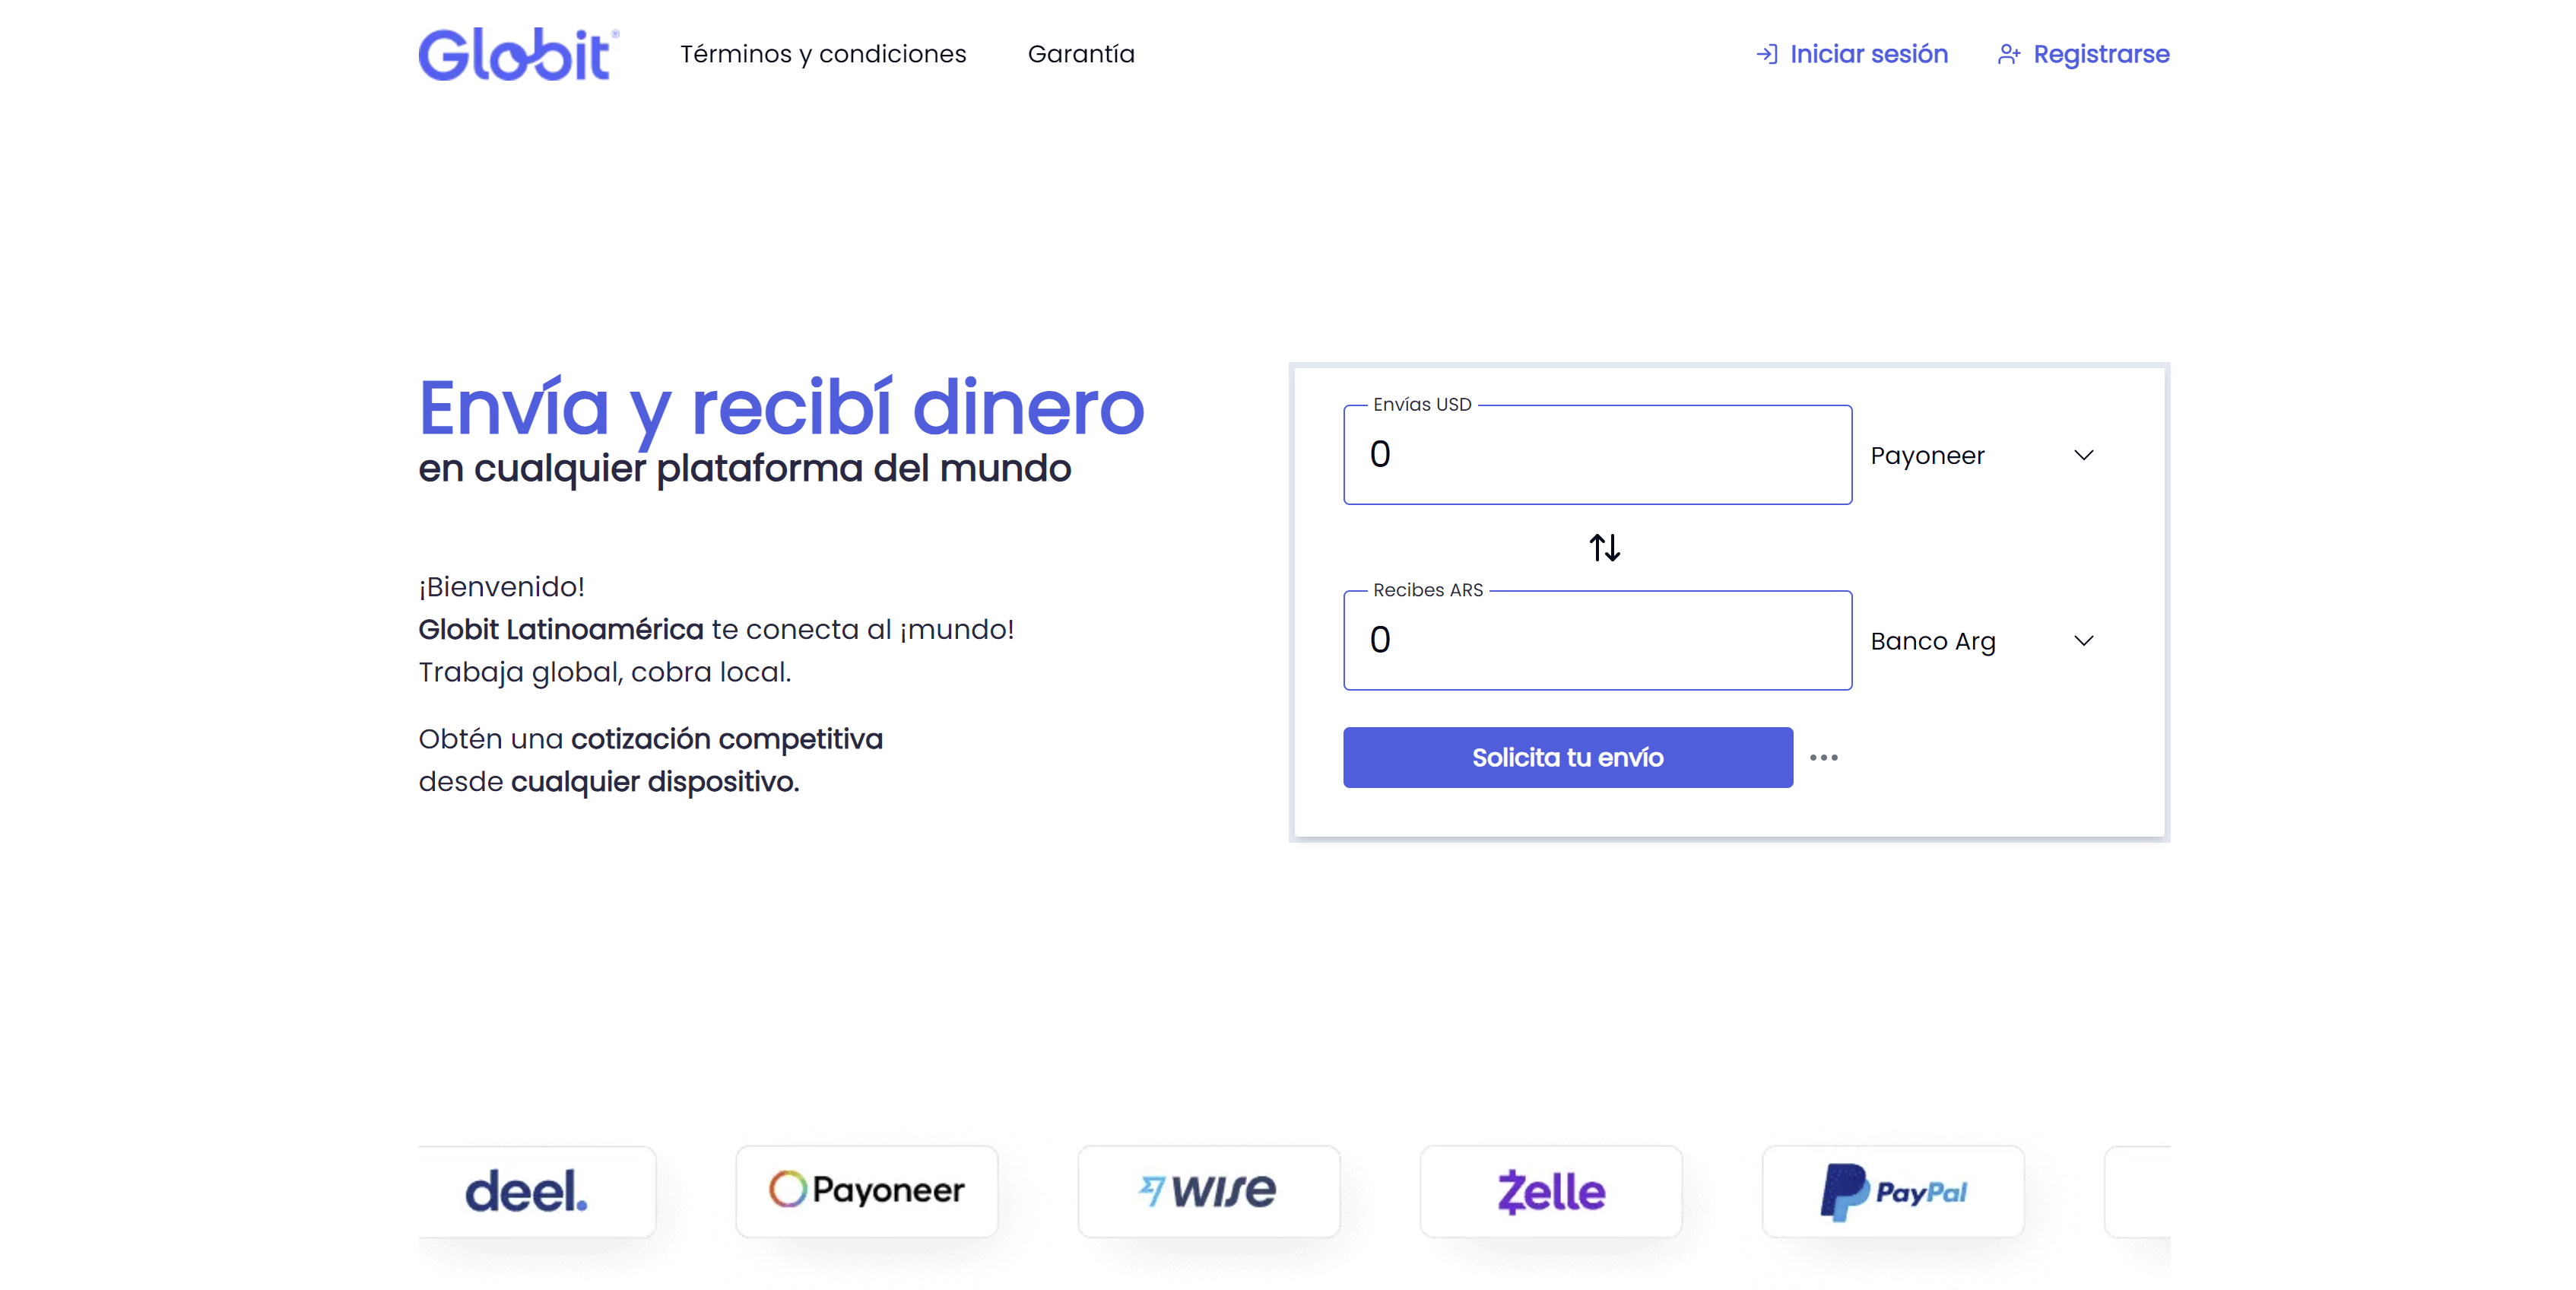 Globit®
Términos y condiciones
Garantía
Iniciar sesión
Registrarse
Envía y recibí dinero
en cualquier plataforma del mundo
¡Bienvenido!
Globit Latinoamérica te conecta al ¡mundo!
Trabaja global, cobra local.
Obtén una cotización competitiva
desde cualquier dispositivo.
Envías USD
0
Payoneer
Recibes ARS
0
Banco Arg
Solicita tu envío
deel.
Payoneer
WISE
Zelle
PayPal